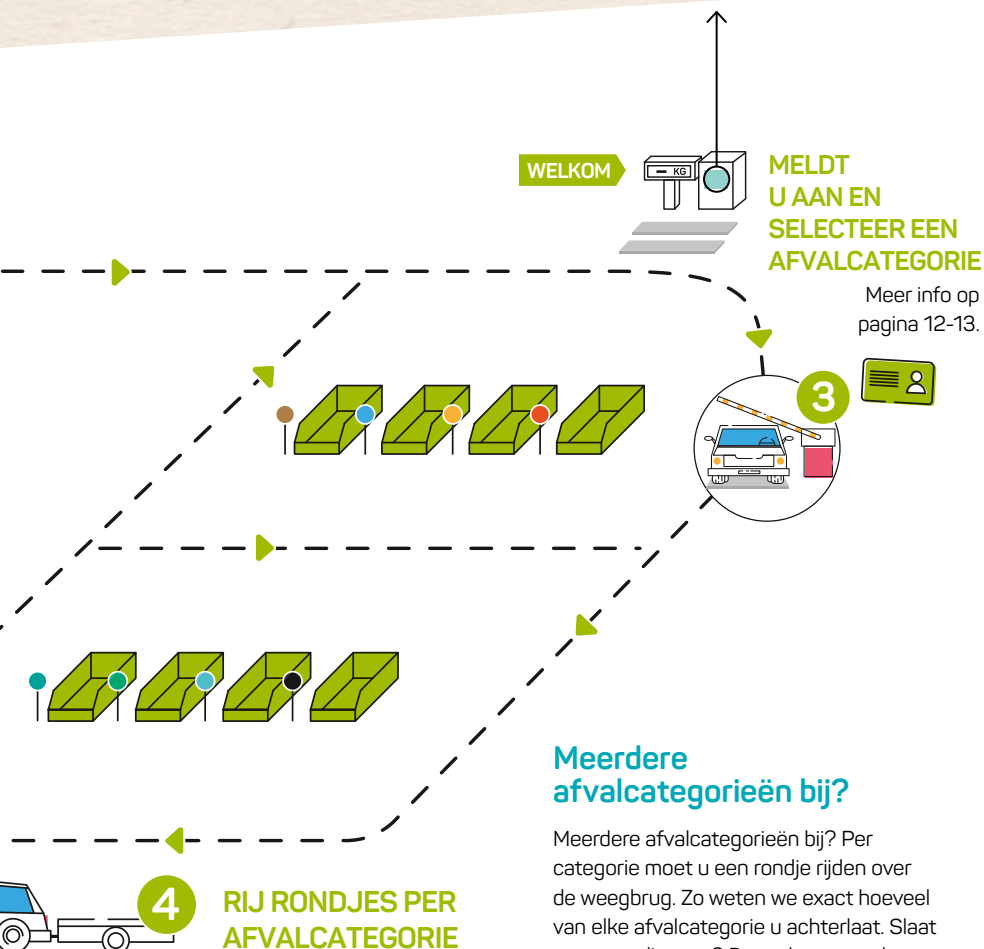 WELKOM
KG
MELDT
U AAN EN
SELECTEER EEN
AFVALCATEGORIE
Meer info op
pagina 12-13.
3
4
RIJ RONDJES PER
AFVALCATEGORIE
Meerdere
afvalcategorieën bij?
Meerdere afvalcategorieën bij? Per
categorie moet u een rondje rijden over
de weegbrug. Zo weten we exact hoeveel
van elke afvalcategorie u achterlaat. Slaat